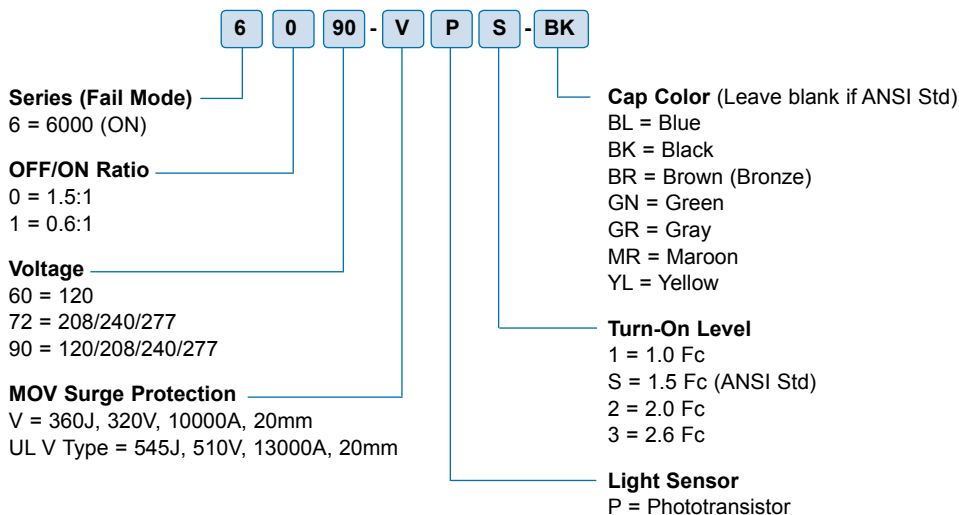 6 0 90 - V P S - BK
Series (Fail Mode)
6 = 6000 (ON)
OFF/ON Ratio
0 = 1.5:1
1 = 0.6:1
Voltage
60 = 120
72 = 208/240/277
90 = 120/208/240/277
MOV Surge Protection
V = 360J, 320V, 10000A, 20mm
UL V Type = 545J, 510V, 13000A, 20mm
Cap Color (Leave blank if ANSI Std)
BL = Blue
BK = Black
BR = Brown (Bronze)
GN = Green
GR = Gray
MR = Maroon
YL = Yellow
Turn-On Level
1 = 1.0 Fc
S = 1.5 Fc (ANSI Std)
2 = 2.0 Fc
3 = 2.6 Fc
Light Sensor
P = Phototransistor